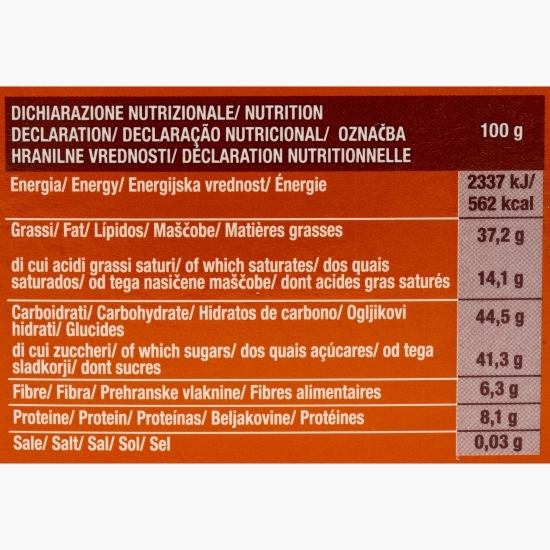 DICHIARAZIONE NUTRIZIONALE/ NUTRITION
DECLARATION/ DECLARAÇÃO NUTRICIONAL/ OZNAČBA
HRANILNE VREDNOSTI/ DÉCLARATION NUTRITIONNELLE
100 g
Energia/ Energy/ Energijska vrednost/ Énergie
2337 kJ/
562 kcal
Grassi/ Fat/ Lípidos/ Maščobe/ Matières grasses
37,2 g
di cui acidi grassi saturi/ of which saturates/ dos quais
saturados/ od tega nasičene maščobe/ dont acides gras saturés
14,1 g
Carboidrati/ Carbohydrate/ Hidratos de carbono/ Ogljikovi
hidrati/ Glucides
44,5 g
di cui zuccheri/ of which sugars/ dos quais açúcares/ od tega
sladkorji/ dont sucres
41,3 g
Fibre/ Fibra/ Prehranske vlaknine/ Fibres alimentaires
6,3 g
Proteine/ Protein/ Proteínas/ Beljakovine/ Protéines
8,1 g
Sale/ Salt/ Sal/ Sol/ Sel
0,03 g